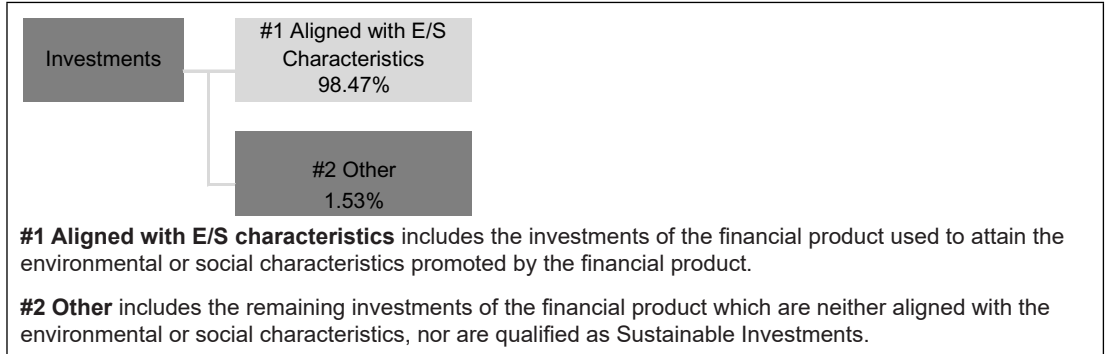 Investments
#1 Aligned with E/S
Characteristics
98.47%
#2 Other
1.53%
#1 Aligned with E/S characteristics includes the investments of the financial product used to attain the
environmental or social characteristics promoted by the financial product.
#2 Other includes the remaining investments of the financial product which are neither aligned with the
environmental or social characteristics, nor are qualified as Sustainable Investments.